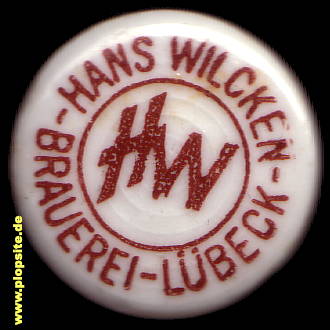 -HANS WILCKEN-
BRAUEREI-LÜBECK-
HW
www.plopsite.de